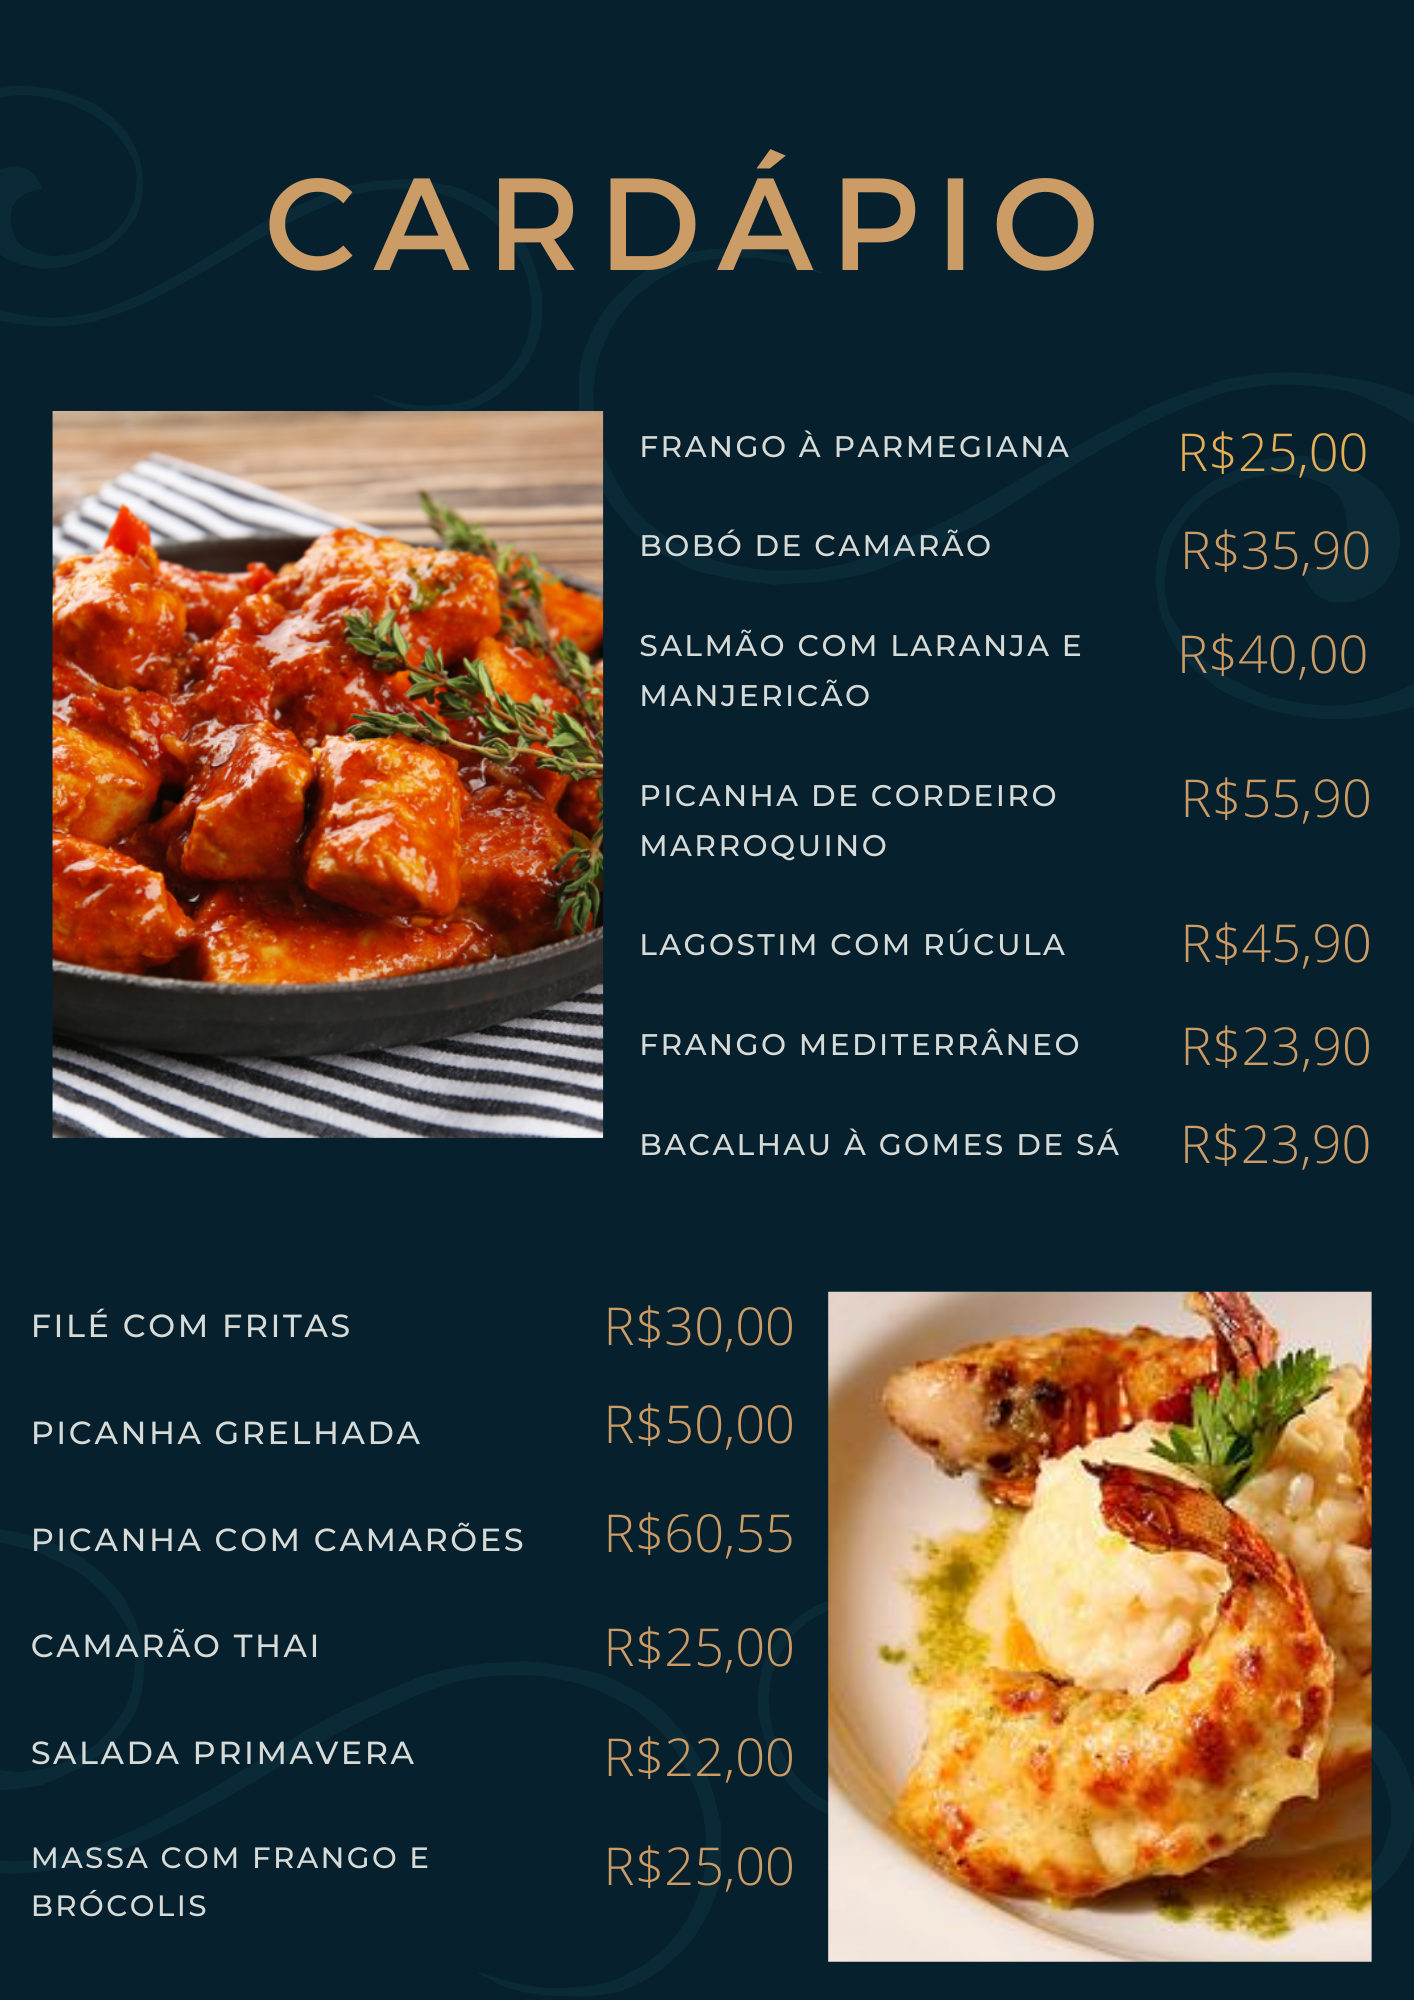 CARDÁPIO
FRANGO À PARMEGIANA R$25,00
BOBÓ DE CAMARÃO R$35,90
SALMÃO COM LARANJA E R$40,00
MANJERICÃO
PICANHA DE CORDEIRO R$55,90
MARROQUINO
LAGOSTIM COM RÚCULA R$45,90
FRANGO MEDITERRÂNEO R$23,90
BACALHAU À GOMES DE SÁ R$23,90
FILÉ COM FRITAS R$30,00
PICANHA GRELHADA R$50,00
PICANHA COM CAMARÕES R$60,55
CAMARÃO THAI R$25,00
SALADA PRIMAVERA R$22,00
MASSA COM FRANGO E R$25,00
BRÓCOLIS